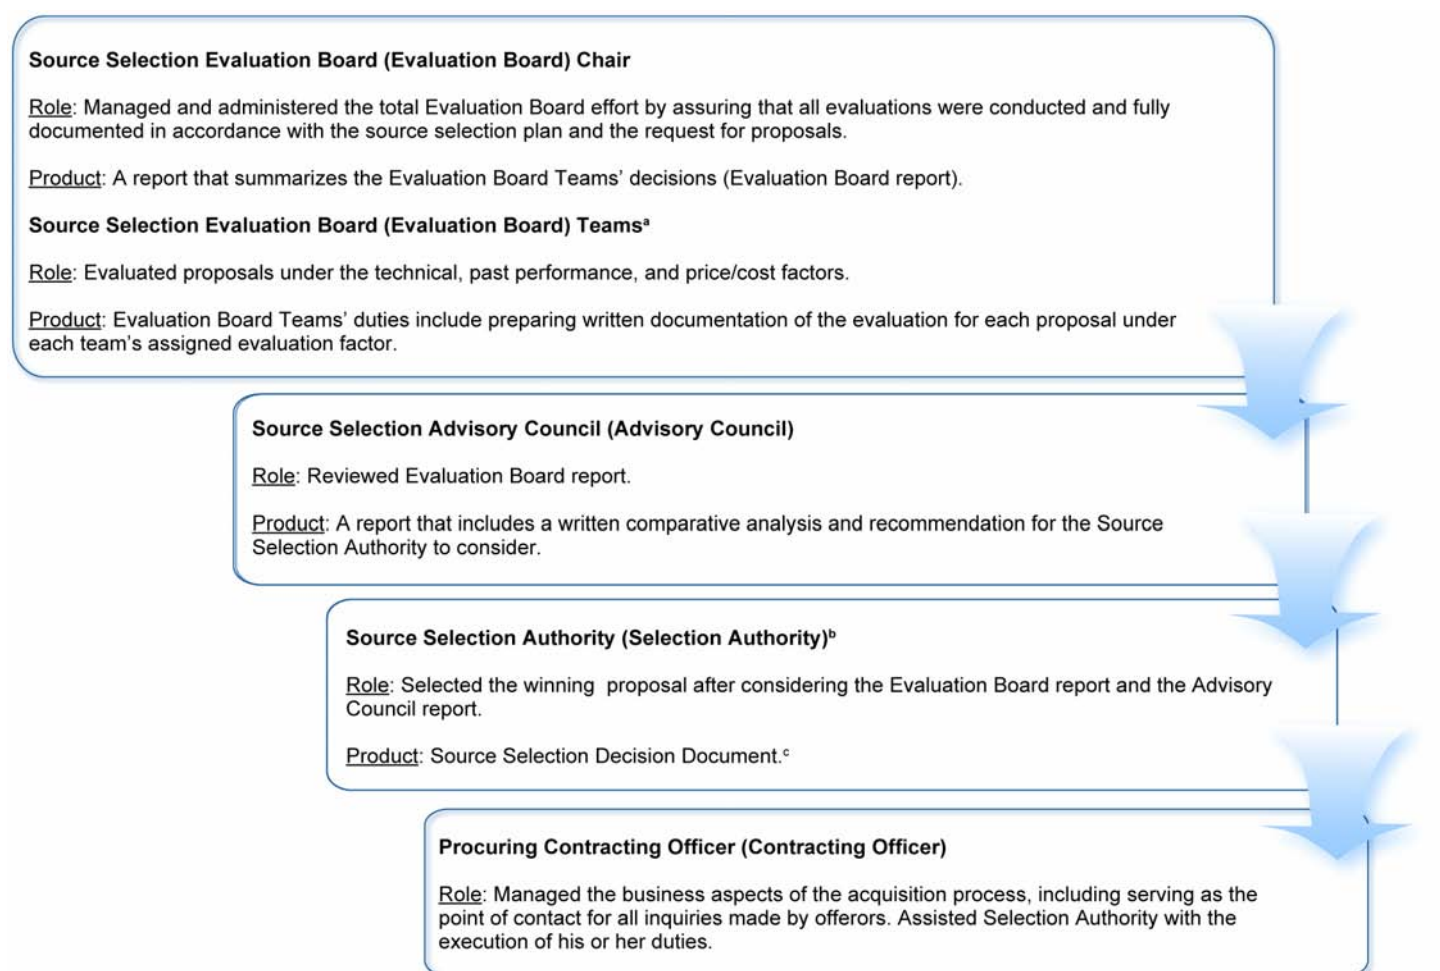 Source Selection Evaluation Board (Evaluation Board) Chair
Role: Managed and administered the total Evaluation Board effort by assuring that all evaluations were conducted and fully
documented in accordance with the source selection plan and the request for proposals.
Product: A report that summarizes the Evaluation Board Teams’ decisions (Evaluation Board report).
Source Selection Evaluation Board (Evaluation Board) Teamsᵃ
Role: Evaluated proposals under the technical, past performance, and price/cost factors.
Product: Evaluation Board Teams’ duties include preparing written documentation of the evaluation for each proposal under
each team’s assigned evaluation factor.
Source Selection Advisory Council (Advisory Council)
Role: Reviewed Evaluation Board report.
Product: A report that includes a written comparative analysis and recommendation for the Source
Selection Authority to consider.
Source Selection Authority (Selection Authority)ᵇ
Role: Selected the winning proposal after considering the Evaluation Board report and the Advisory
Council report.
Product: Source Selection Decision Document.ᶜ
Procuring Contracting Officer (Contracting Officer)
Role: Managed the business aspects of the acquisition process, including serving as the
point of contact for all inquiries made by offerors. Assisted Selection Authority with the
execution of his or her duties.